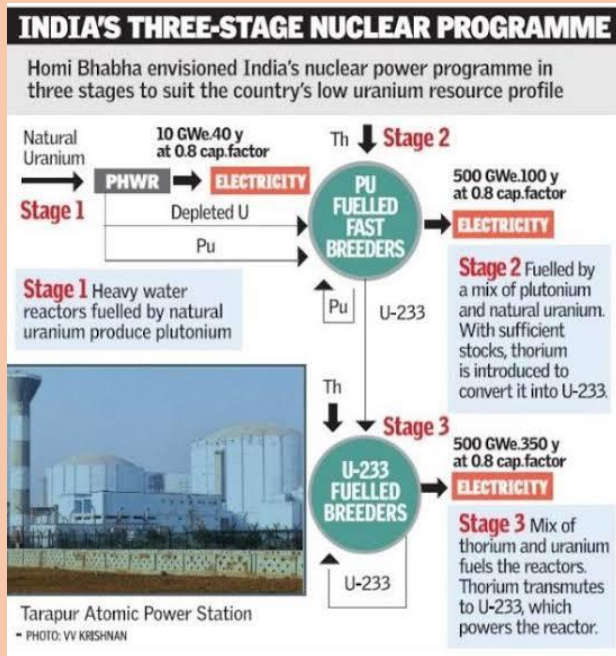 INDIA'S THREE-STAGE NUCLEAR PROGRAMME
Homi Bhabha envisioned India's nuclear power programme in
three stages to suit the country's low uranium resource profile
Natural
Uranium
PHWR
10 GWe.40 y
at 0.8 cap.factor
ELECTRICITY
Stage 1
Depleted U
Pu
Stage 1 Heavy water
reactors fuelled by natural
uranium produce plutonium
Th
Stage 2
PU
FUELLED
FAST
BREEDERS
500 GWe.100 y
at 0.8 cap.factor
ELECTRICITY
Pu
U-233
Stage 2 Fuelled by
a mix of plutonium
and natural uranium.
With sufficient
stocks, thorium
is introduced to
convert it into U-233.
Th
Stage 3
U-233
FUELLED
BREEDERS
500 GWe.350 y
at 0.8 cap.factor
ELECTRICITY
U-233
Stage 3 Mix of
thorium and uranium
fuels the reactors.
Thorium transmutes
to U-233, which
powers the reactor.
Tarapur Atomic Power Station
- PHOTO: VV KRISHNAN